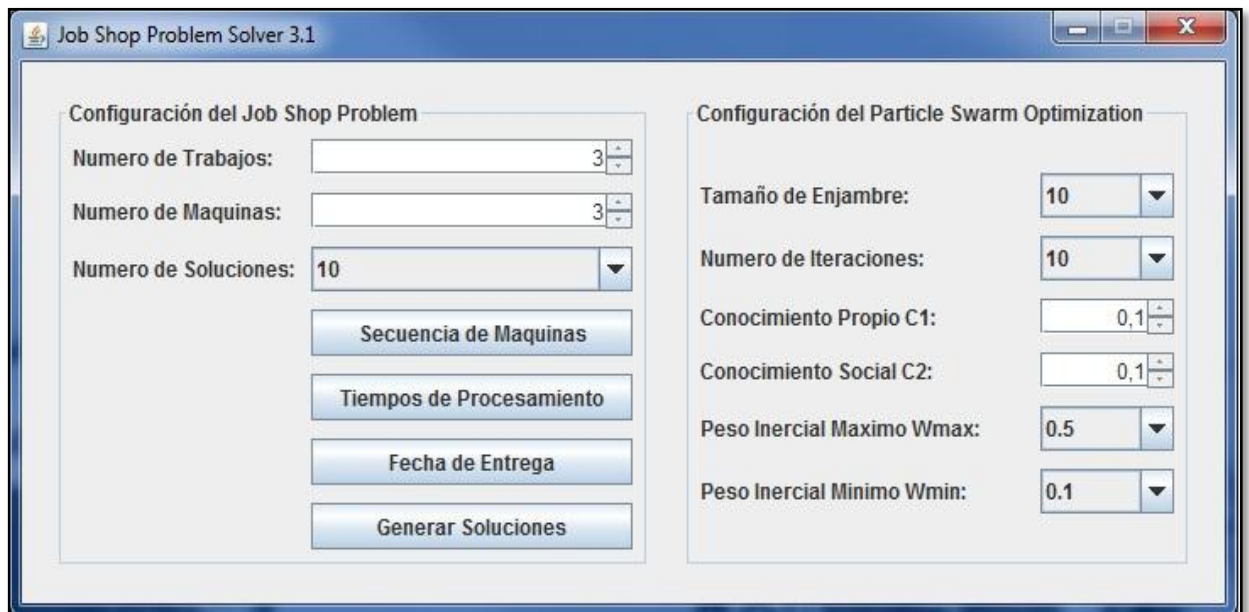 Job Shop Problem Solver 3.1
Configuración del Job Shop Problem
Numero de Trabajos: 3
Numero de Maquinas: 3
Numero de Soluciones: 10
Secuencia de Maquinas
Tiempos de Procesamiento
Fecha de Entrega
Generar Soluciones
Configuración del Particle Swarm Optimization
Tamaño de Enjambre: 10
Numero de Iteraciones: 10
Conocimiento Propio C1: 0,1
Conocimiento Social C2: 0,1
Peso Inercial Maximo Wmax: 0.5
Peso Inercial Minimo Wmin: 0.1